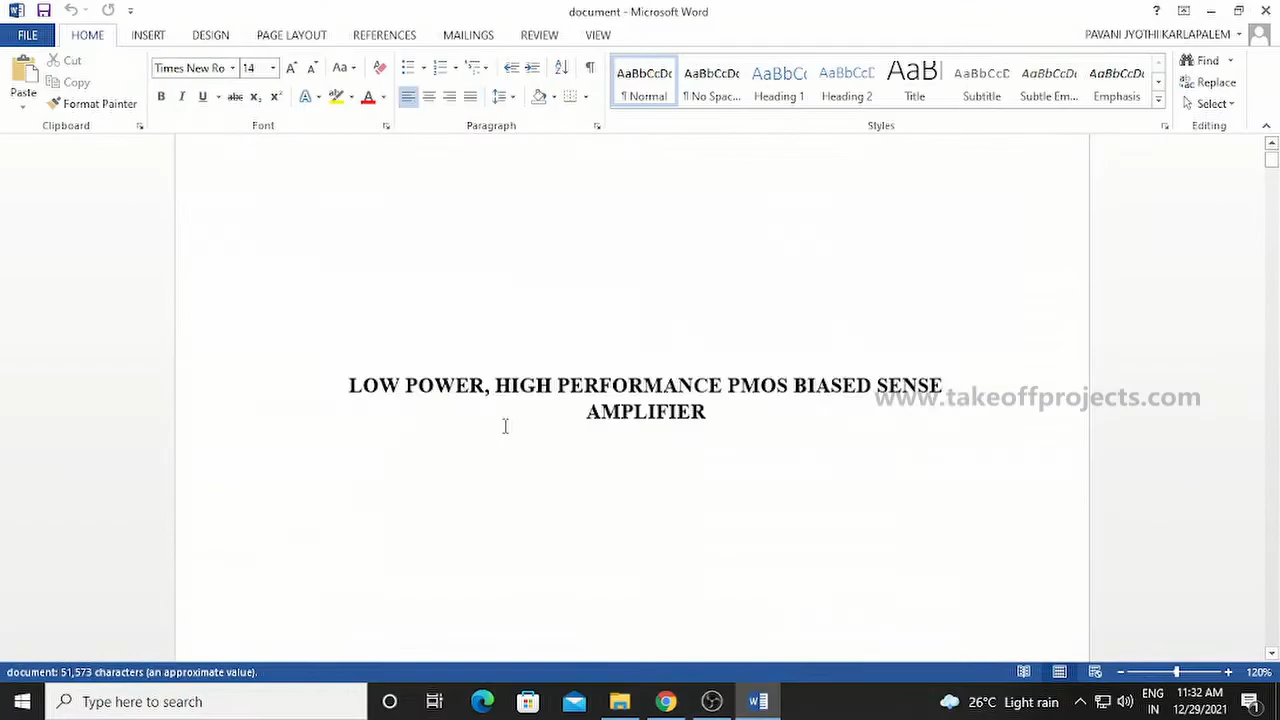 document - Microsoft Word
FILE HOME INSERT DESIGN PAGE LAYOUT REFERENCES MAILINGS REVIEW VIEW PAVANI JYOTHI KARLAPALEM
Cut
Copy
Format Painter
Paste
Clipboard
Times New Ro 14
Font
Paragraph
AaBbCcDc AaBbCcDc AaBbCc AaBbCcD AaBl AaBbCcD AaBbCcDc AaBbCcDc
¶ Normal ¶ No Spac... Heading 1 Heading 2 Title Subtitle Subtle Em... Emphasis
Styles
Find
Replace
Select
Editing
LOW POWER, HIGH PERFORMANCE PMOS BIASED SENSE
AMPLIFIER
www.takeoffprojects.com
document: 51,573 characters (an approximate value).
120%
Type here to search
26°C Light rain
ENG
IN
11:32 AM
12/29/2021
1